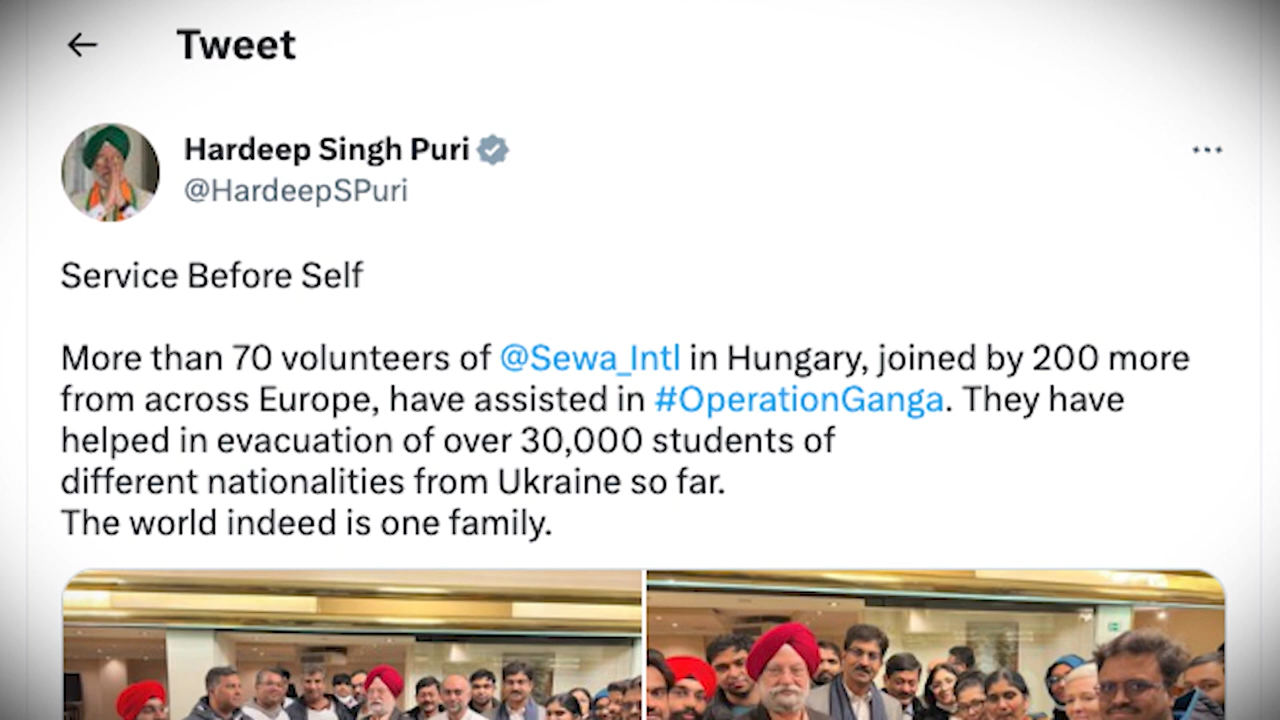 Tweet
Hardeep Singh Puri
@HardeepSPuri
Service Before Self
More than 70 volunteers of @Sewa_Intl in Hungary, joined by 200 more
from across Europe, have assisted in #OperationGanga. They have
helped in evacuation of over 30,000 students of
different nationalities from Ukraine so far.
The world indeed is one family.